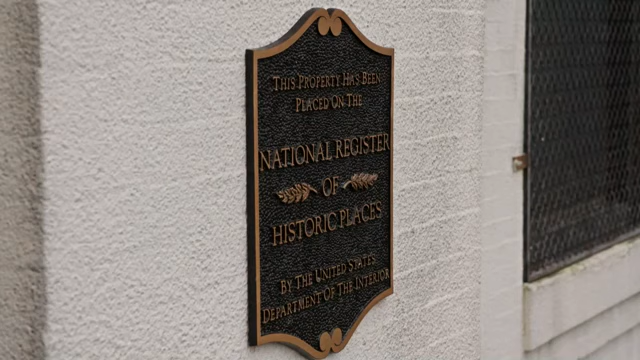 This Property Has Been
Placed On The
NATIONAL REGISTER
OF
HISTORIC PLACES
By The United States
Department Of The Interior